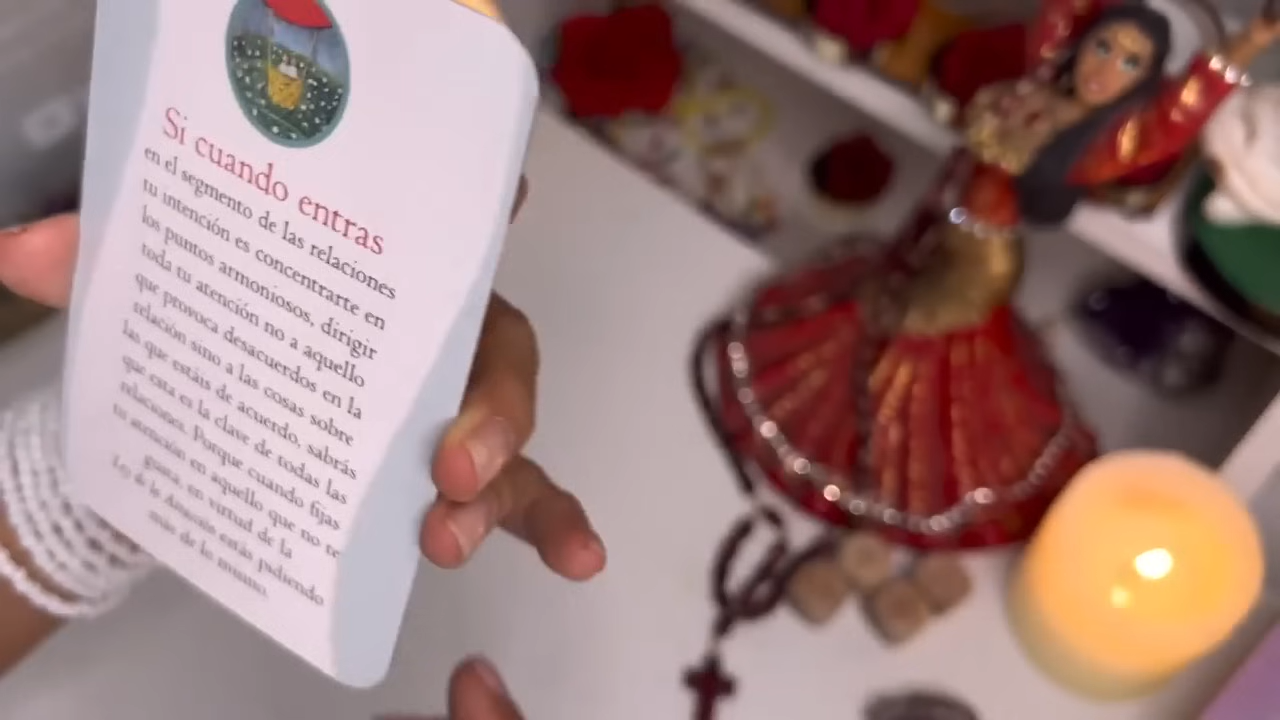 Si cuando entras
en el segmento de las relaciones
tu intención es concentrarte en
los puntos armoniosos, dirigir
toda tu atención no a aquello
que provoca desacuerdos en la
relación sino a las cosas sobre
las que estáis de acuerdo, sabrás
que esta es la clave de todas las
relaciones. Porque cuando fijas
tu atención en aquello que no te
gusta, en virtud de la
Ley de la Atracción estás pidiendo
más de lo mismo.